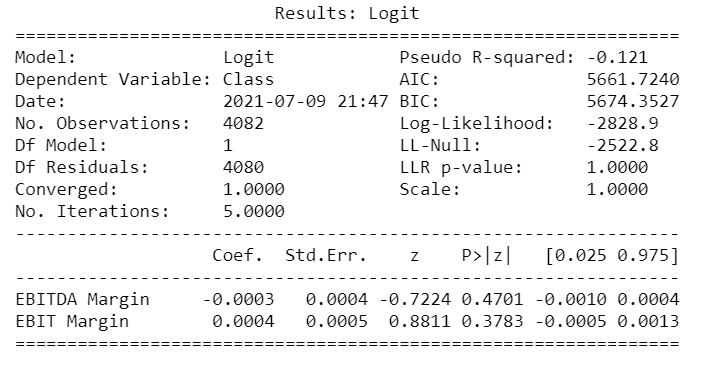 Results: Logit
=================================================================
Model: Logit Pseudo R-squared: -0.121
Dependent Variable: Class AIC: 5661.7240
Date: 2021-07-09 21:47 BIC: 5674.3527
No. Observations: 4082 Log-Likelihood: -2828.9
Df Model: 1 LL-Null: -2522.8
Df Residuals: 4080 LLR p-value: 1.0000
Converged: 1.0000 Scale: 1.0000
No. Iterations: 5.0000
-----------------------------------------------------------------
Coef. Std.Err. z P>|z| [0.025 0.975]
-----------------------------------------------------------------
EBITDA Margin -0.0003 0.0004 -0.7224 0.4701 -0.0010 0.0004
EBIT Margin 0.0004 0.0005 0.8811 0.3783 -0.0005 0.0013
=================================================================